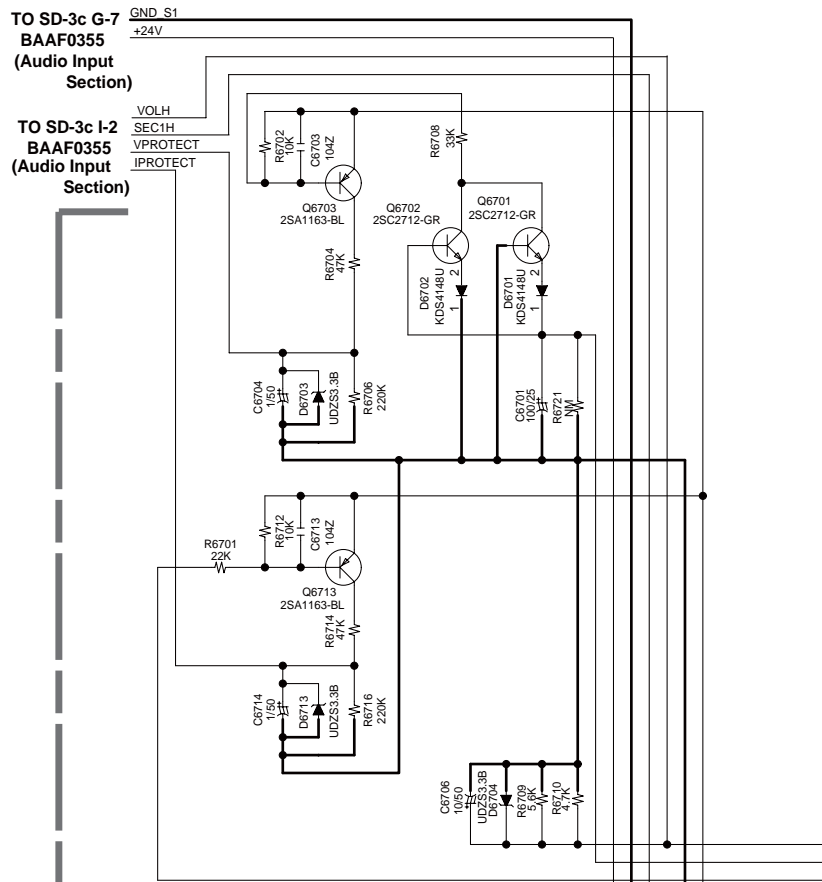 TO SD-3c G-7
BAAF0355
(Audio Input
Section)
GND_S1
+24V
TO SD-3c I-2
BAAF0355
(Audio Input
Section)
VOLH
SEC1H
VPROTECT
IPROTECT
R6702
10K
C6703
104Z
Q6703
2SA1163-BL
R6704
47K
R6708
33K
Q6702
2SC2712-GR
Q6701
2SC2712-GR
D6702
KDS4148U
2
1
D6701
KDS4148U
2
1
C6704
1/50
+
D6703
UDZS3.3B
R6706
220K
C6701
100/25
+
R6721
NM
R6701
22K
R6712
10K
C6713
104Z
Q6713
2SA1163-BL
R6714
47K
C6714
1/50
+
D6713
UDZS3.3B
R6716
220K
C6706
10/50
+
UDZS3.3B
D6704
R6709
5.6K
R6710
4.7K